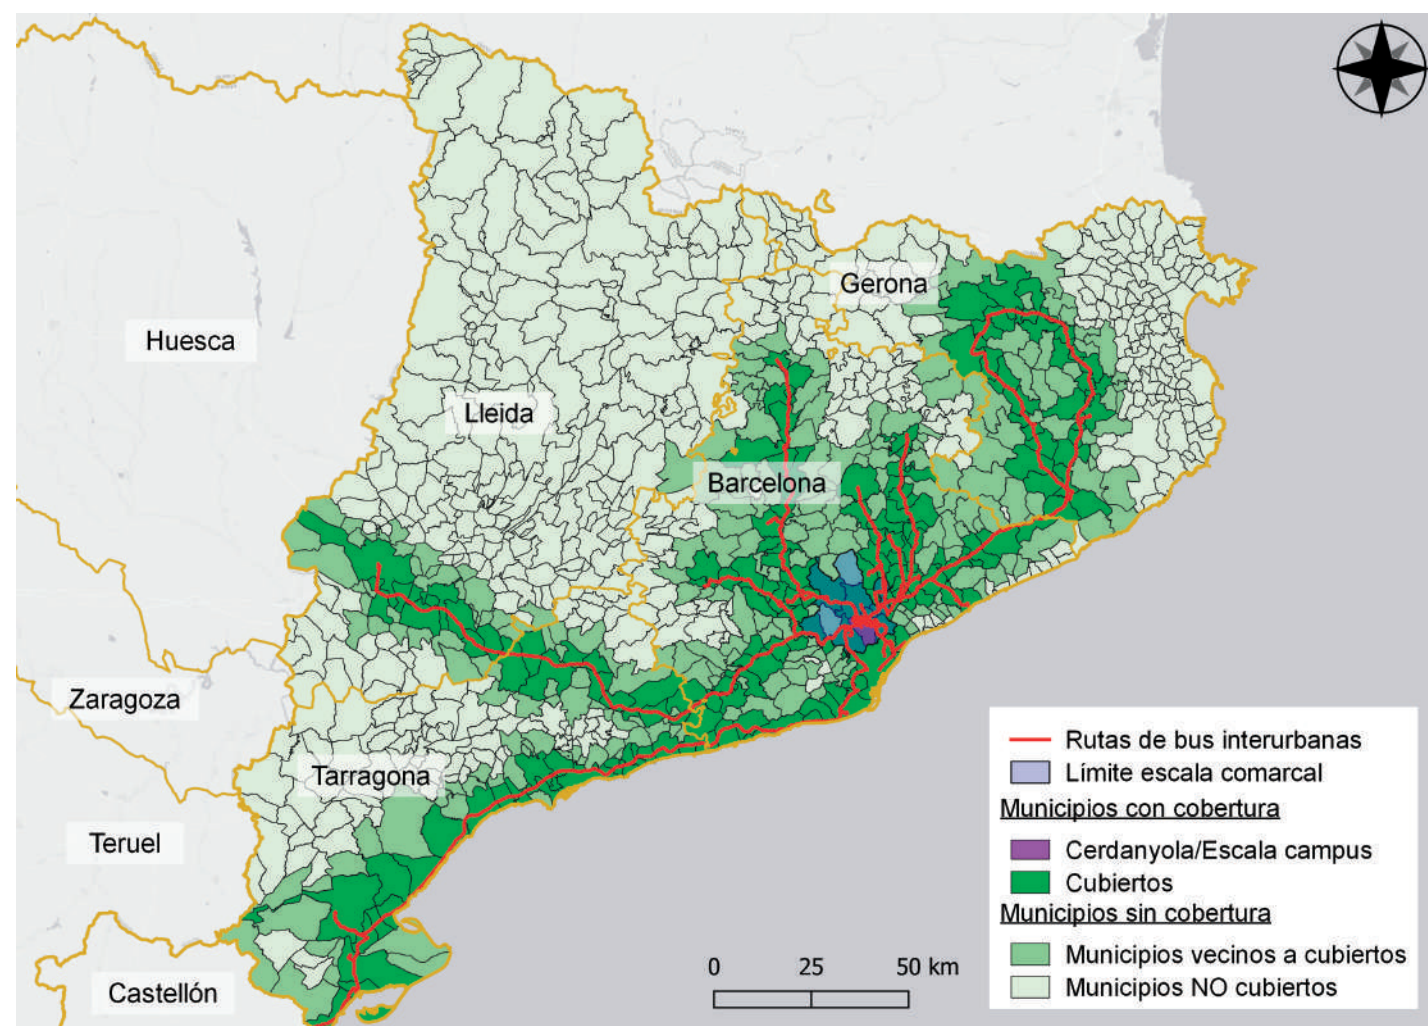 Gerona
Huesca
Lleida
Barcelona
Zaragoza
Tarragona
Teruel
Castellón
0 25 50 km
Rutas de bus interurbanas
Límite escala comarcal
Municipios con cobertura
Cerdanyola/Escala campus
Cubiertos
Municipios sin cobertura
Municipios vecinos a cubiertos
Municipios NO cubiertos